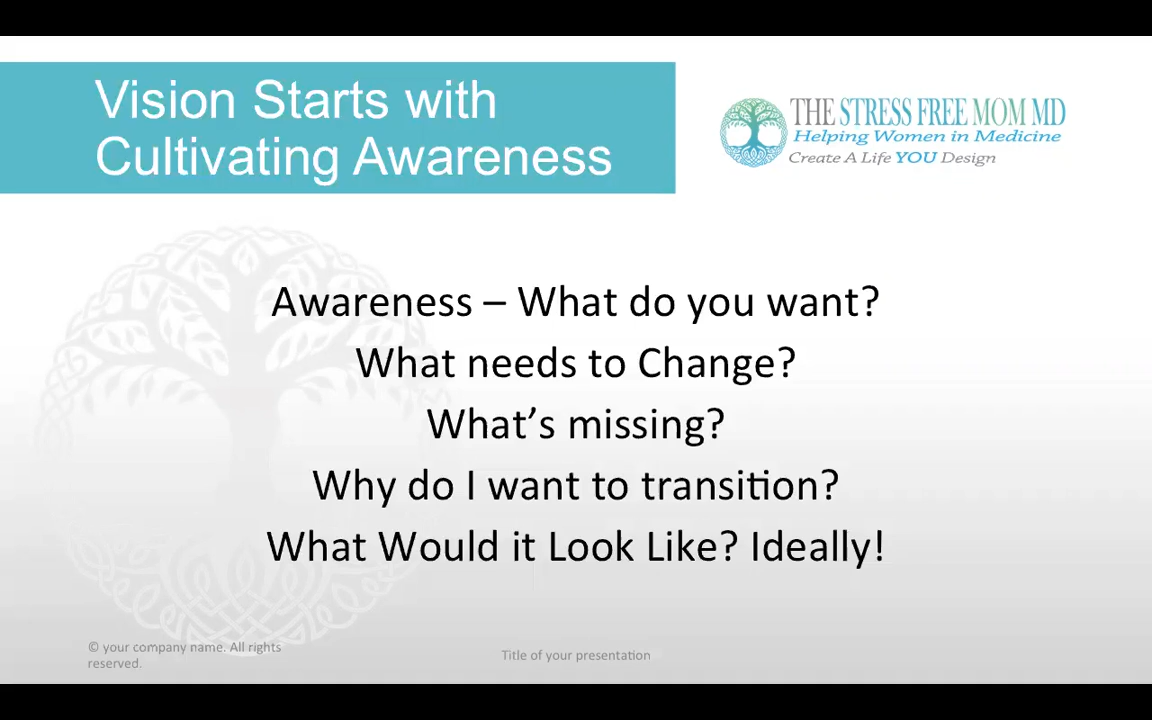 Vision Starts with
Cultivating Awareness
THE STRESS FREE MOM MD
Helping Women in Medicine
Create A Life YOU Design
Awareness – What do you want?
What needs to Change?
What’s missing?
Why do I want to transition?
What Would it Look Like? Ideally!
© your company name. All rights
reserved.
Title of your presentation